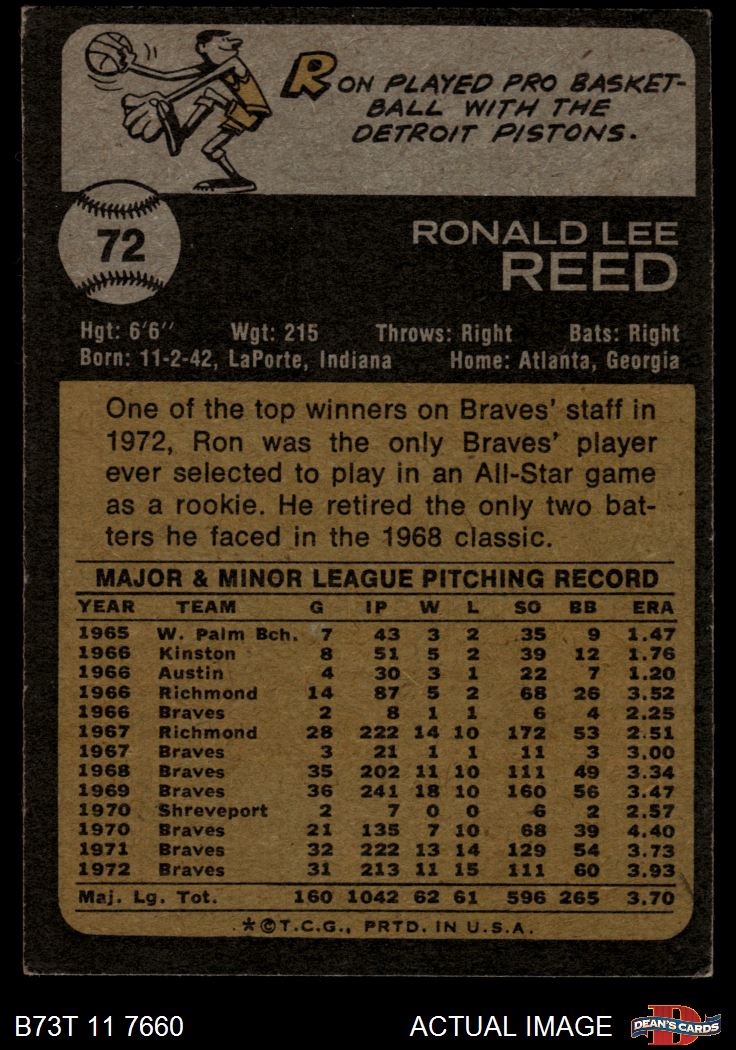 RON PLAYED PRO BASKET-
BALL WITH THE
DETROIT PISTONS.
72
RONALD LEE
REED
Hgt: 6'6" Wgt: 215 Throws: Right Bats: Right
Born: 11-2-42, LaPorte, Indiana Home: Atlanta, Georgia
One of the top winners on Braves' staff in
1972, Ron was the only Braves' player
ever selected to play in an All-Star game
as a rookie. He retired the only two bat-
ters he faced in the 1968 classic.
MAJOR & MINOR LEAGUE PITCHING RECORD
YEAR TEAM G IP W L SO BB ERA
1965 W. Palm Bch. 7 43 3 2 35 9 1.47
1966 Kinston 8 51 5 2 39 12 1.76
1966 Austin 4 30 3 1 22 7 1.20
1966 Richmond 14 87 5 2 68 26 3.52
1966 Braves 2 8 1 1 6 4 2.25
1967 Richmond 28 222 14 10 172 53 2.51
1967 Braves 3 21 1 1 11 3 3.00
1968 Braves 35 202 11 10 111 49 3.34
1969 Braves 36 241 18 10 160 56 3.47
1970 Shreveport 2 7 0 0 6 2 2.57
1970 Braves 21 135 7 10 68 39 4.40
1971 Braves 32 222 13 14 129 54 3.73
1972 Braves 31 213 11 15 111 60 3.93
Maj. Lg. Tot. 160 1042 62 61 596 265 3.70
*©T.C.G., PRTD. IN U.S.A.
B73T 11 7660 ACTUAL IMAGE D DEAN'S CARDS